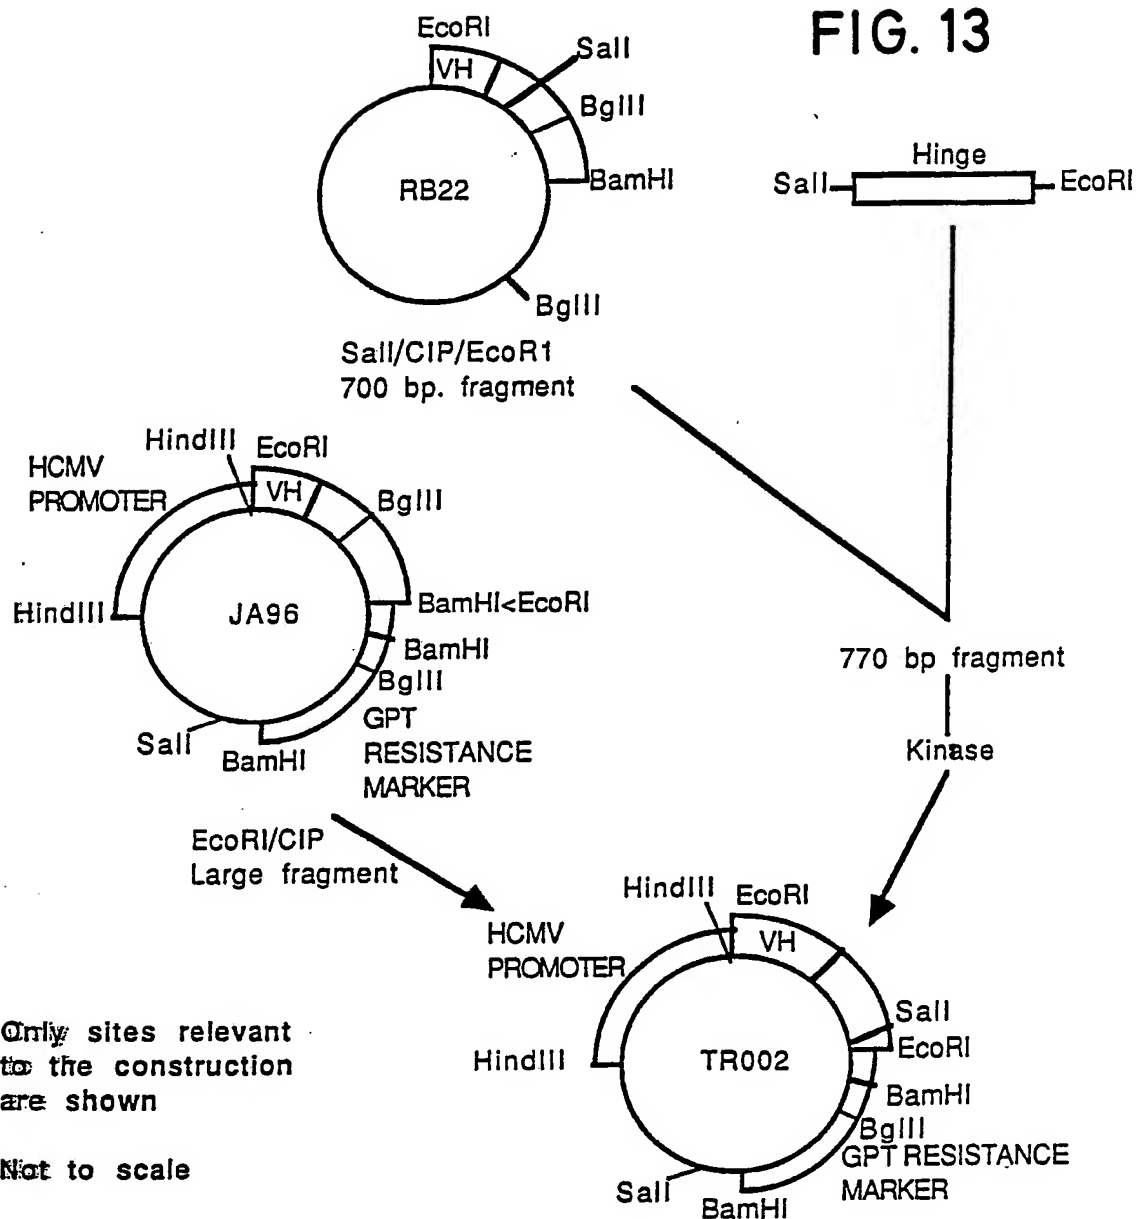 FIG. 13
EcoRI
VH
SalI
BglII
BamHI
RB22
BglII
SalI/CIP/EcoR1
700 bp. fragment
Hinge
SalI
EcoRI
HindIII
EcoRI
HCMV
PROMOTER
VH
BglII
HindIII
JA96
BamHI<EcoRI
BamHI
BglII
SalI
BamHI
GPT
RESISTANCE
MARKER
770 bp fragment
Kinase
EcoRI/CIP
Large fragment
HindIII
EcoRI
HCMV
PROMOTER
VH
SalI
EcoRI
HindIII
TR002
BamHI
BglII
GPT RESISTANCE
MARKER
SalI
BamHI
Only sites relevant
to the construction
are shown
Not to scale